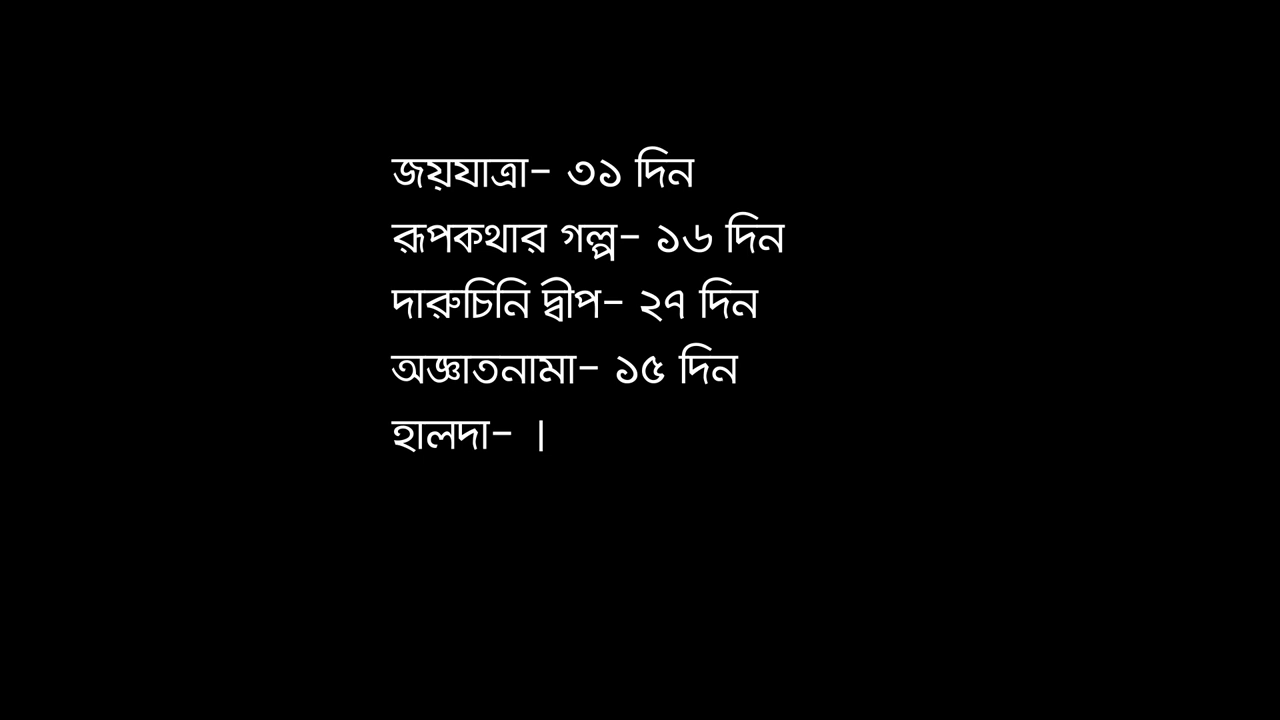 জয়যাত্রা- ৩১ দিন
রূপকথার গল্প- ১৬ দিন
দারুচিনি দ্বীপ- ২৭ দিন
অজ্ঞাতনামা- ১৫ দিন
হালদা- ।